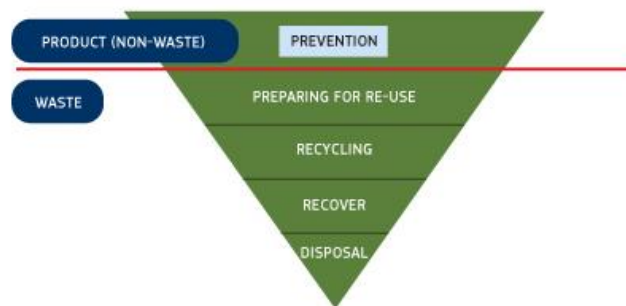 PRODUCT (NON-WASTE)
PREVENTION
WASTE
PREPARING FOR RE-USE
RECYCLING
RECOVER
DISPOSAL